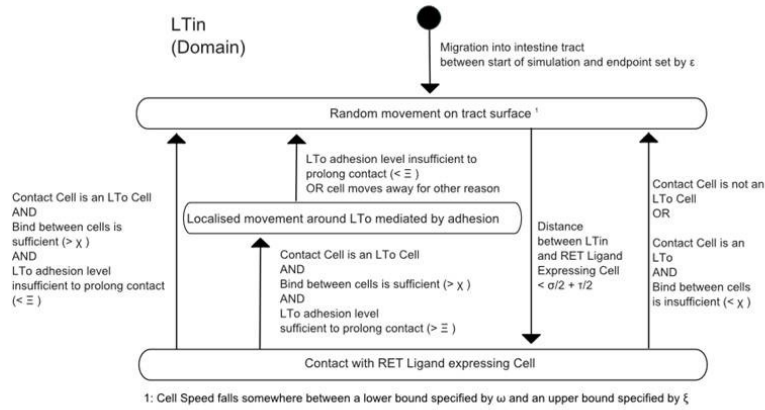 LTin
(Domain)
Migration into intestine tract
between start of simulation and endpoint set by ε
Random movement on tract surface ¹
LTo adhesion level insufficient to
prolong contact (< Ξ )
OR cell moves away for other reason
Contact Cell is an LTo Cell
AND
Bind between cells is
sufficient (> χ )
AND
LTo adhesion level
insufficient to prolong contact
(< Ξ )
Localised movement around LTo mediated by adhesion
Contact Cell is an LTo Cell
AND
Bind between cells is sufficient (> χ )
AND
LTo adhesion level
sufficient to prolong contact (> Ξ )
Distance
between LTin
and RET Ligand
Expressing Cell
< σ/2 + τ/2
Contact Cell is not an
LTo Cell
OR
Contact Cell is an
LTo
AND
Bind between cells
is insufficient (< χ )
Contact with RET Ligand expressing Cell
1: Cell Speed falls somewhere between a lower bound specified by ω and an upper bound specified by ξ